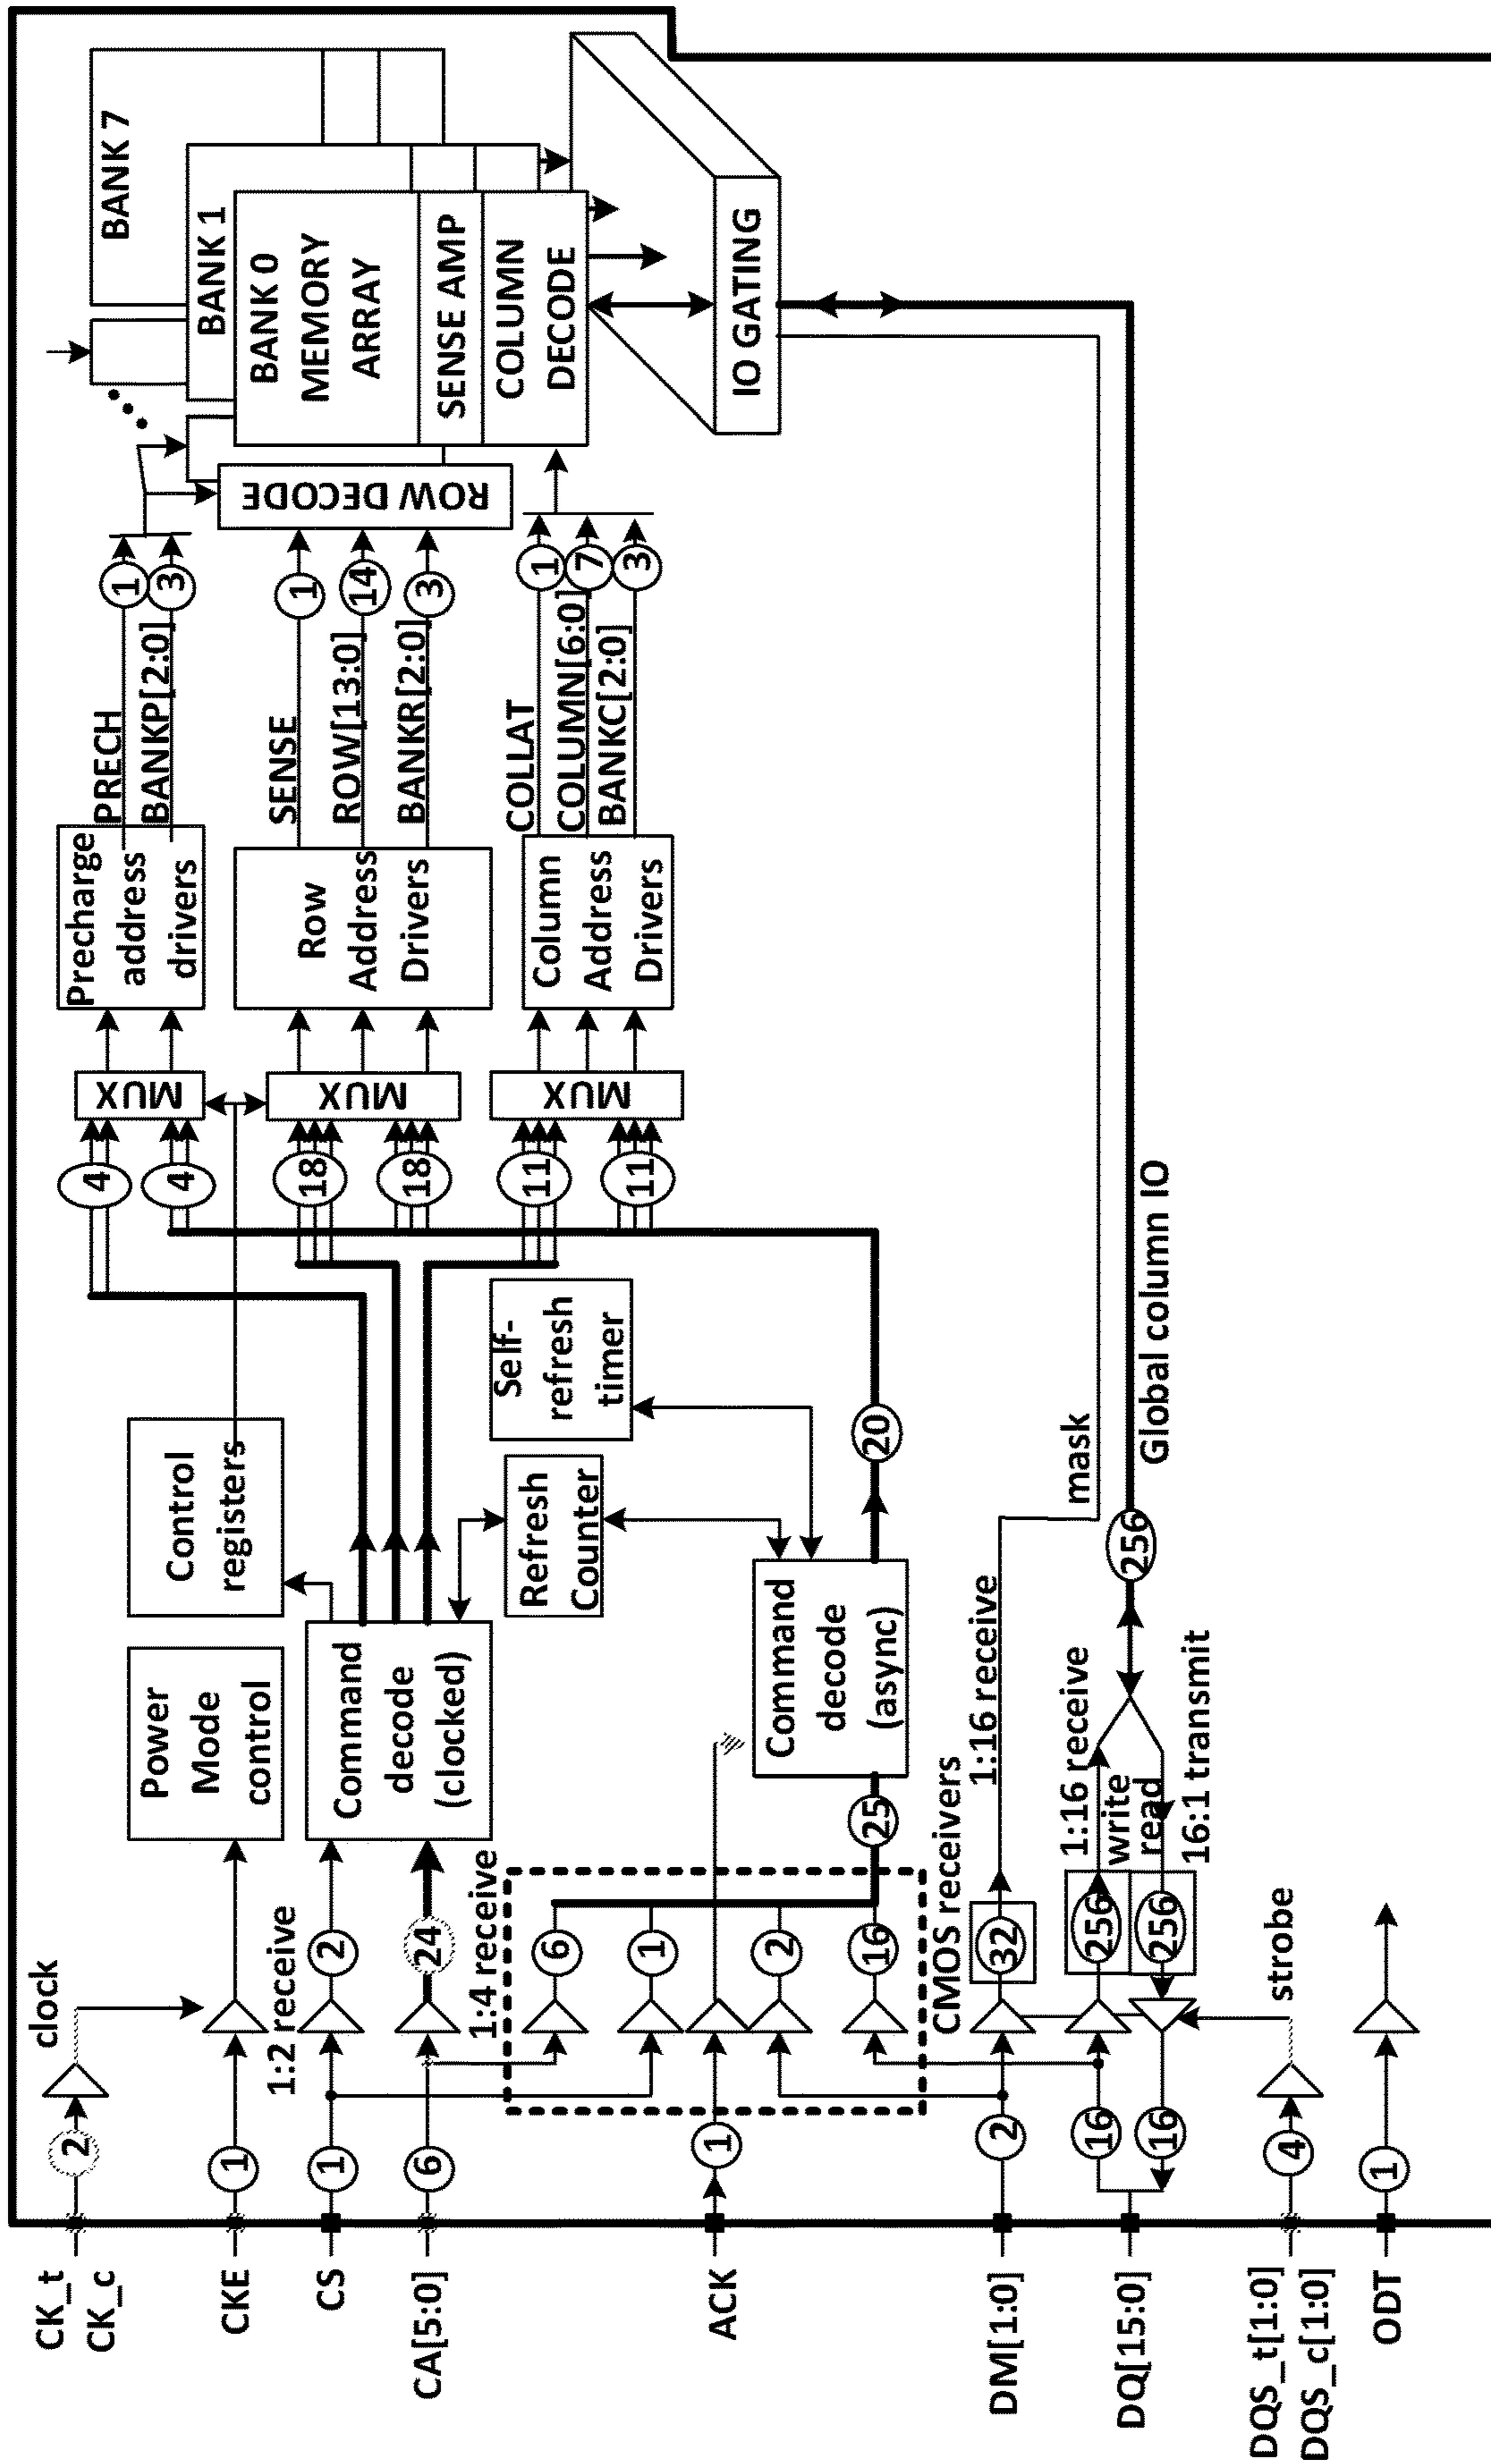 CK_t
CK_c
CKE
CS
CA[5:0]
ACK
DM[1:0]
DQ[15:0]
DQS_t[1:0]
DQS_c[1:0]
ODT
2
1
1
6
1
2
16
16
4
1
clock
1:2 receive
2
24
1:4 receive
6
1
2
16
25
CMOS receivers
32
1:16 receive
256
256
1:16 receive
write
read
16:1 transmit
strobe
Power
Mode
control
Command
decode
(clocked)
Control
registers
Refresh
Counter
Self-
refresh
timer
Command
decode
(async)
20
mask
256
Global column IO
4
4
18
18
11
11
MUX
MUX
MUX
Precharge
address
drivers
Row
Address
Drivers
Column
Address
Drivers
PRECH
BANKP[2:0]
SENSE
ROW[13:0]
BANKR[2:0]
COLLAT
COLUMN[6:0]
BANKC[2:0]
1
3
1
14
3
1
7
3
ROW DECODE
BANK 7
BANK 1
BANK 0
MEMORY
ARRAY
SENSE AMP
COLUMN
DECODE
IO GATING